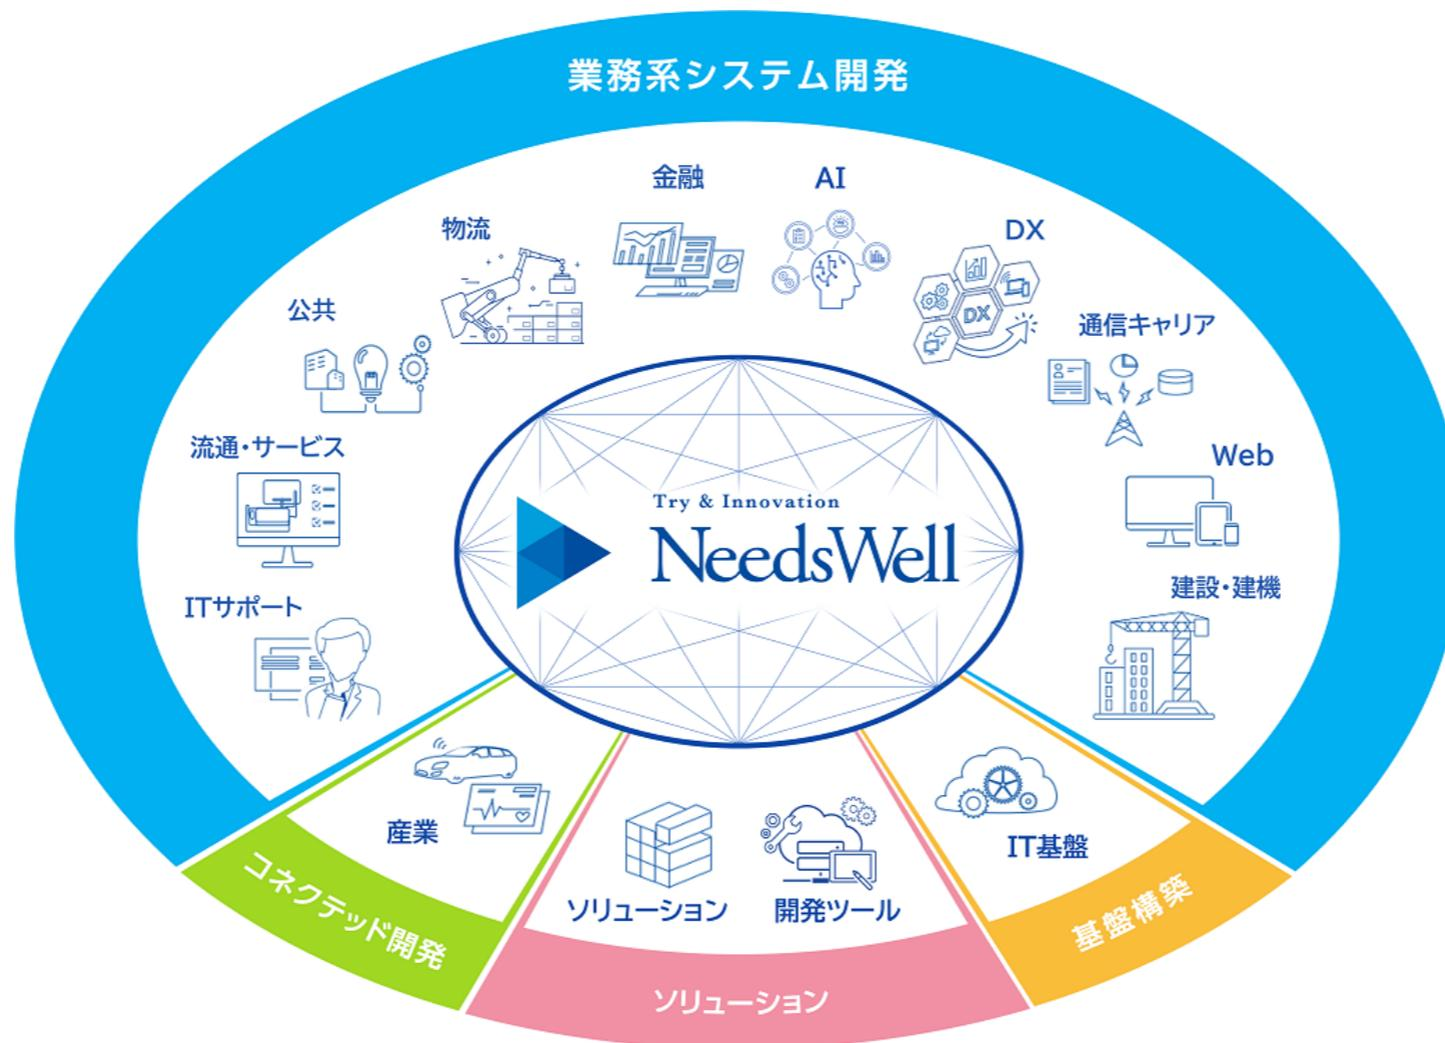 業務系システム開発
金融
AI
物流
DX
公共
通信キャリア
流通・サービス
Web
ITサポート
建設・建機
DX
Try & Innovation
NeedsWell
産業
IT基盤
ソリューション
開発ツール
コネクテッド開発
基盤構築
ソリューション